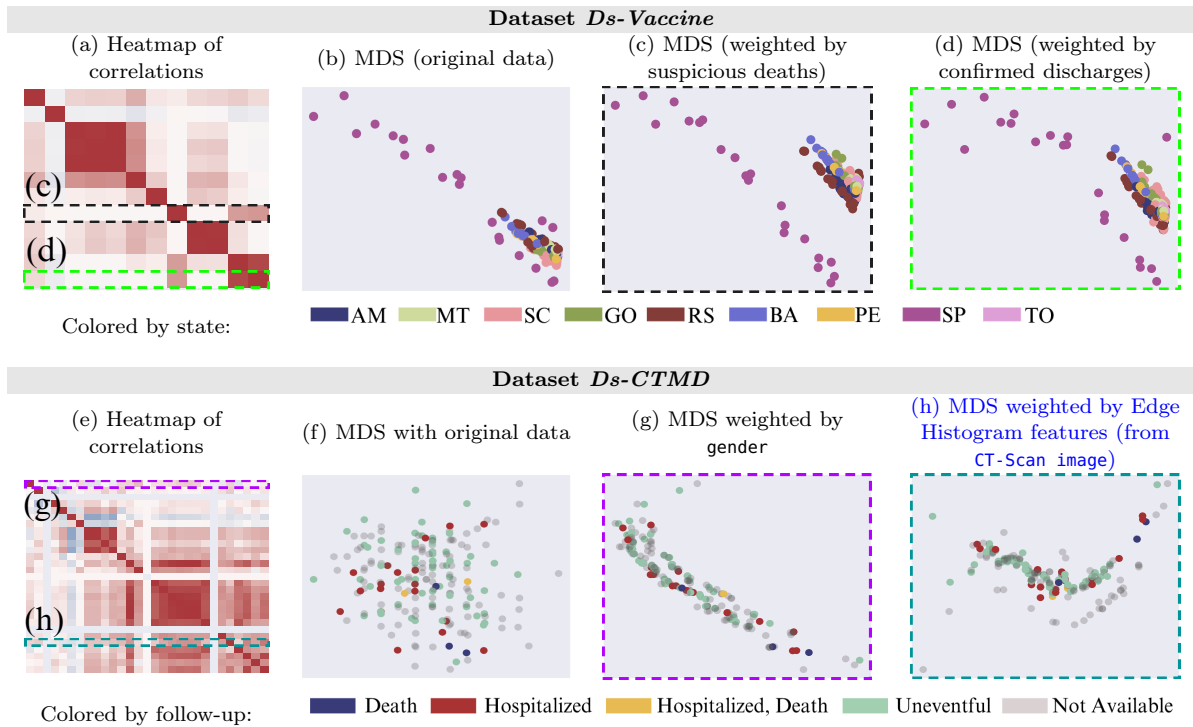 Dataset Ds-Vaccine
(a) Heatmap of
correlations
(b) MDS (original data)
(c) MDS (weighted by
suspicious deaths)
(d) MDS (weighted by
confirmed discharges)
(c)
(d)
Colored by state:
AM MT SC GO RS BA PE SP TO
Dataset Ds-CTMD
(e) Heatmap of
correlations
(f) MDS with original data
(g) MDS weighted by
gender
(h) MDS weighted by Edge
Histogram features (from
CT-Scan image)
(g)
(h)
Colored by follow-up:
Death Hospitalized Hospitalized, Death Uneventful Not Available